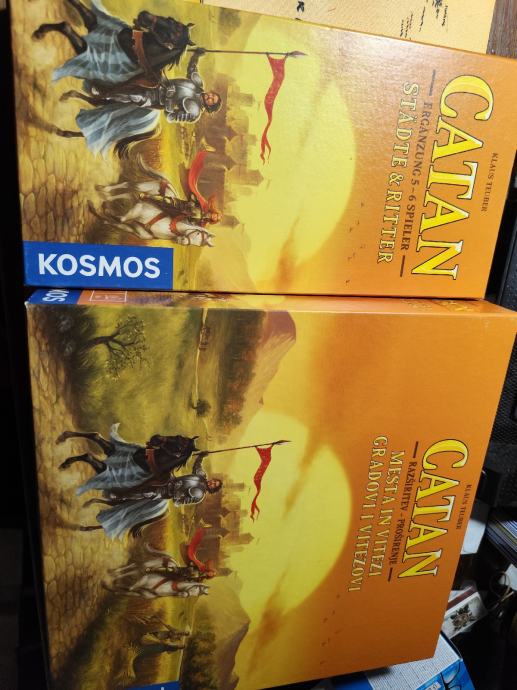 KLAUS TEUBER
CATAN
ERGÄNZUNG 5-6 SPIELER
STÄDTE & RITTER
KOSMOS
KLAUS TEUBER
CATAN
RAZŠIRITEV - PROŠIRENJE
MESTA IN VITEZI
GRADOVI I VITEZOVI
KOSMOS